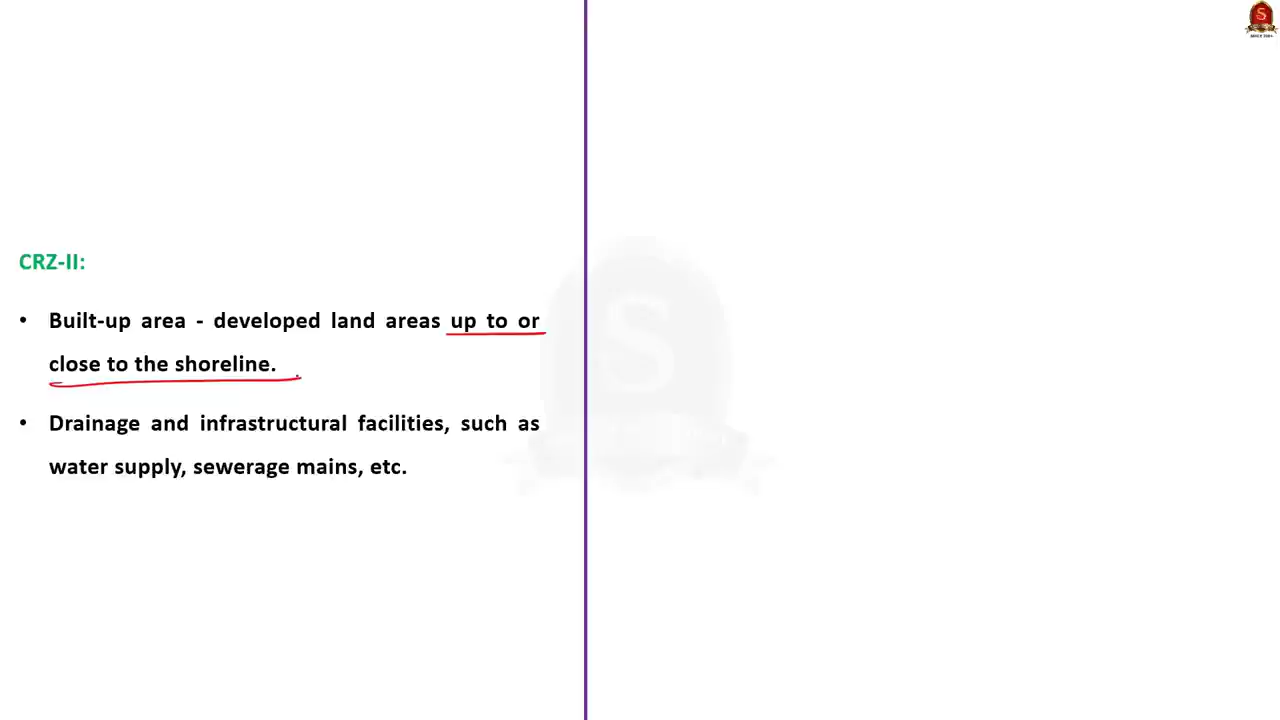 CRZ-II:
• Built-up area - developed land areas up to or
close to the shoreline.
• Drainage and infrastructural facilities, such as
water supply, sewerage mains, etc.
S